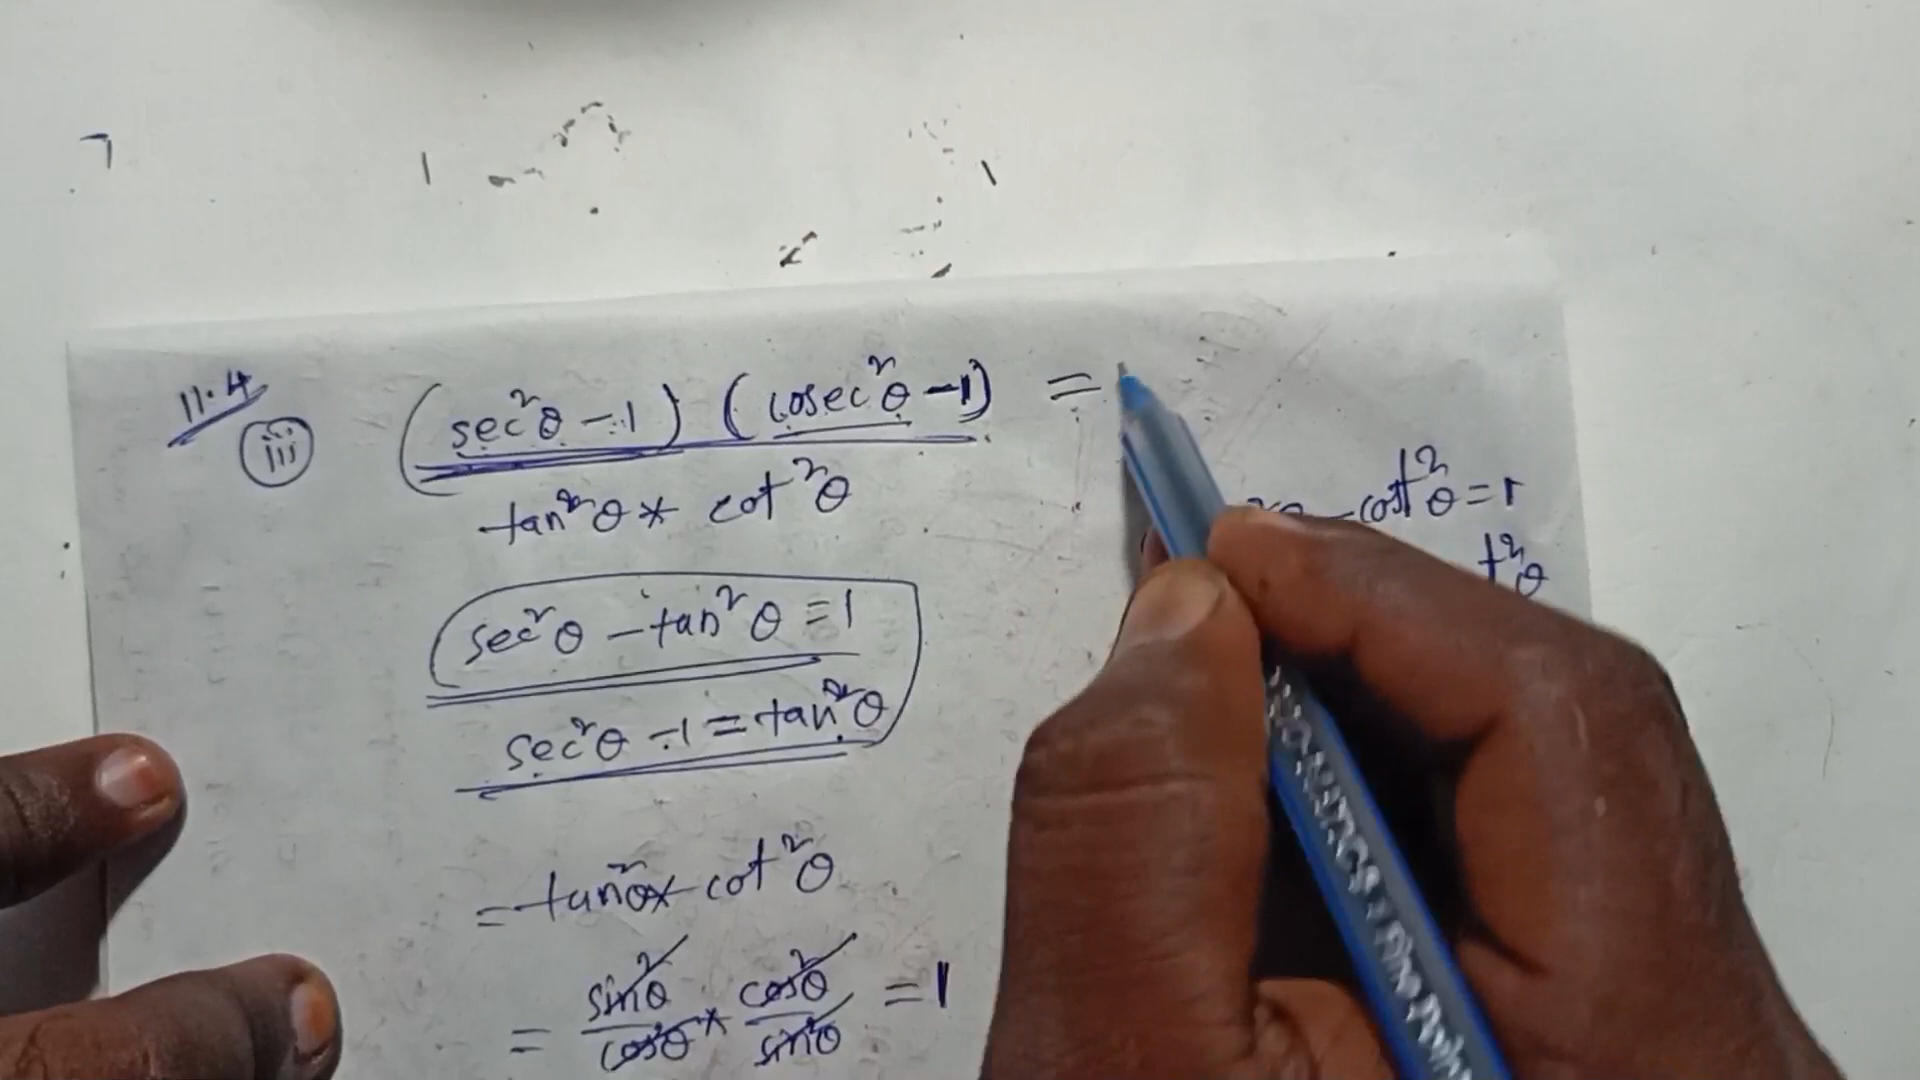 11.4
iii (sec²θ - 1) (cosec²θ - 1) =
tan²θ * cot²θ
- cot²θ = 1
t²θ
sec²θ - tan²θ = 1
sec²θ - 1 = tan²θ
= tan²θ * cot²θ
= sin²θ/cos²θ * cos²θ/sin²θ = 1